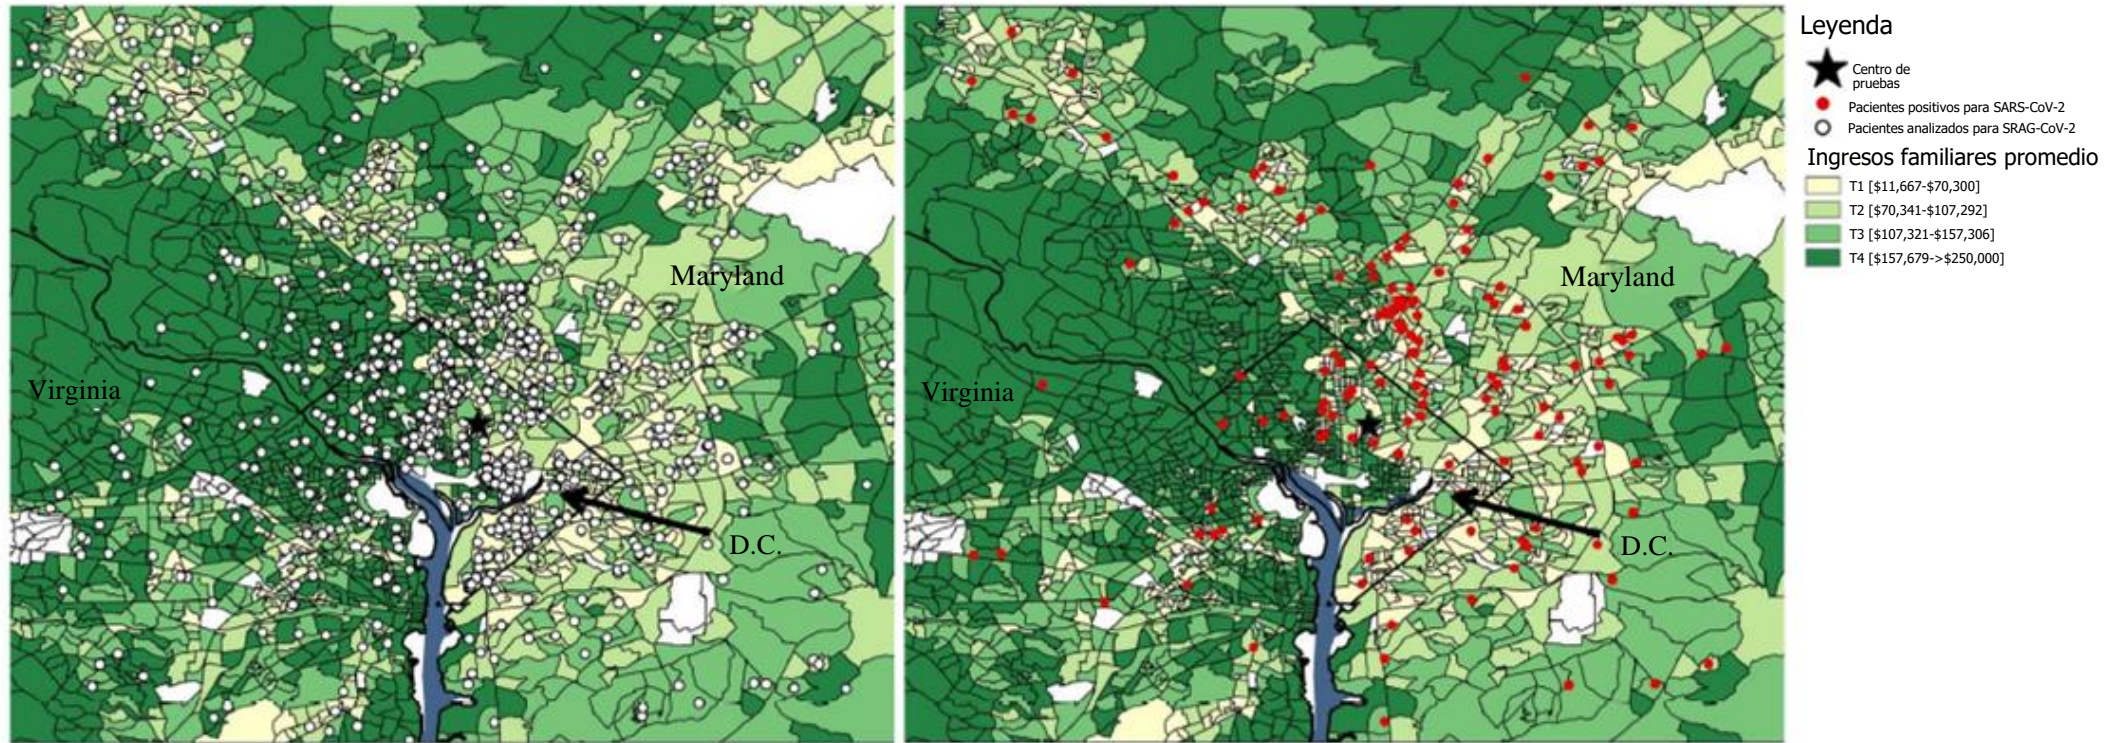 Leyenda
Centro de
pruebas
Pacientes positivos para SARS-CoV-2
Pacientes analizados para SRAG-CoV-2
Ingresos familiares promedio
T1 [$11,667-$70,300]
T2 [$70,341-$107,292]
T3 [$107,321-$157,306]
T4 [$157,679->$250,000]
Maryland
Virginia
D.C.
Maryland
Virginia
D.C.